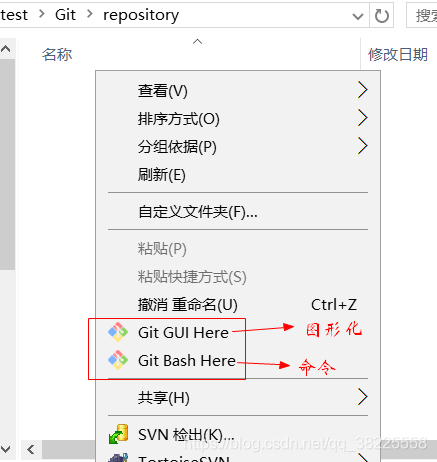 test > Git > repository
搜索
名称
修改日期
查看(V)
排序方式(O)
分组依据(P)
刷新(E)
自定义文件夹(F)...
粘贴(P)
粘贴快捷方式(S)
撤消 重命名(U) Ctrl+Z
Git GUI Here 图形化
Git Bash Here 命令
共享(H)
SVN 检出(K)...
TortoiseSVN
https://blog.csdn.net/qq_38225558